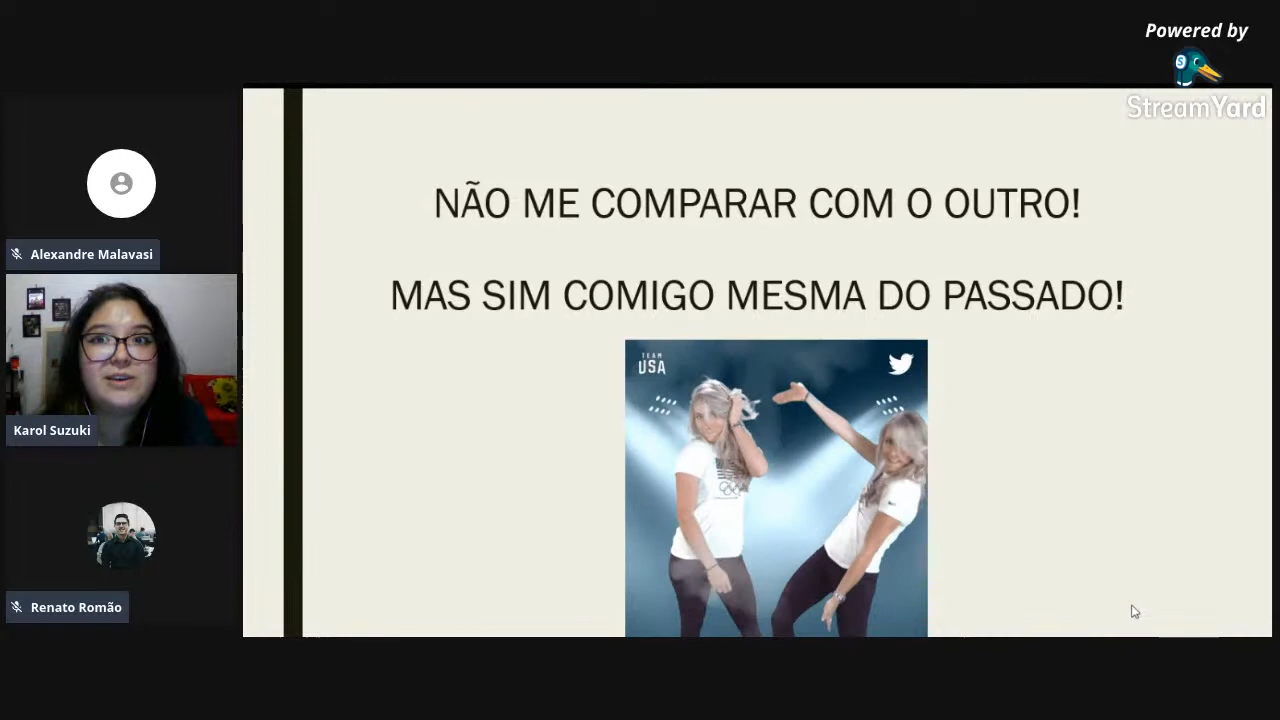 Powered by
StreamYard
NÃO ME COMPARAR COM O OUTRO!
MAS SIM COMIGO MESMA DO PASSADO!
TEAM
USA
Alexandre Malavasi
Karol Suzuki
Renato Romão